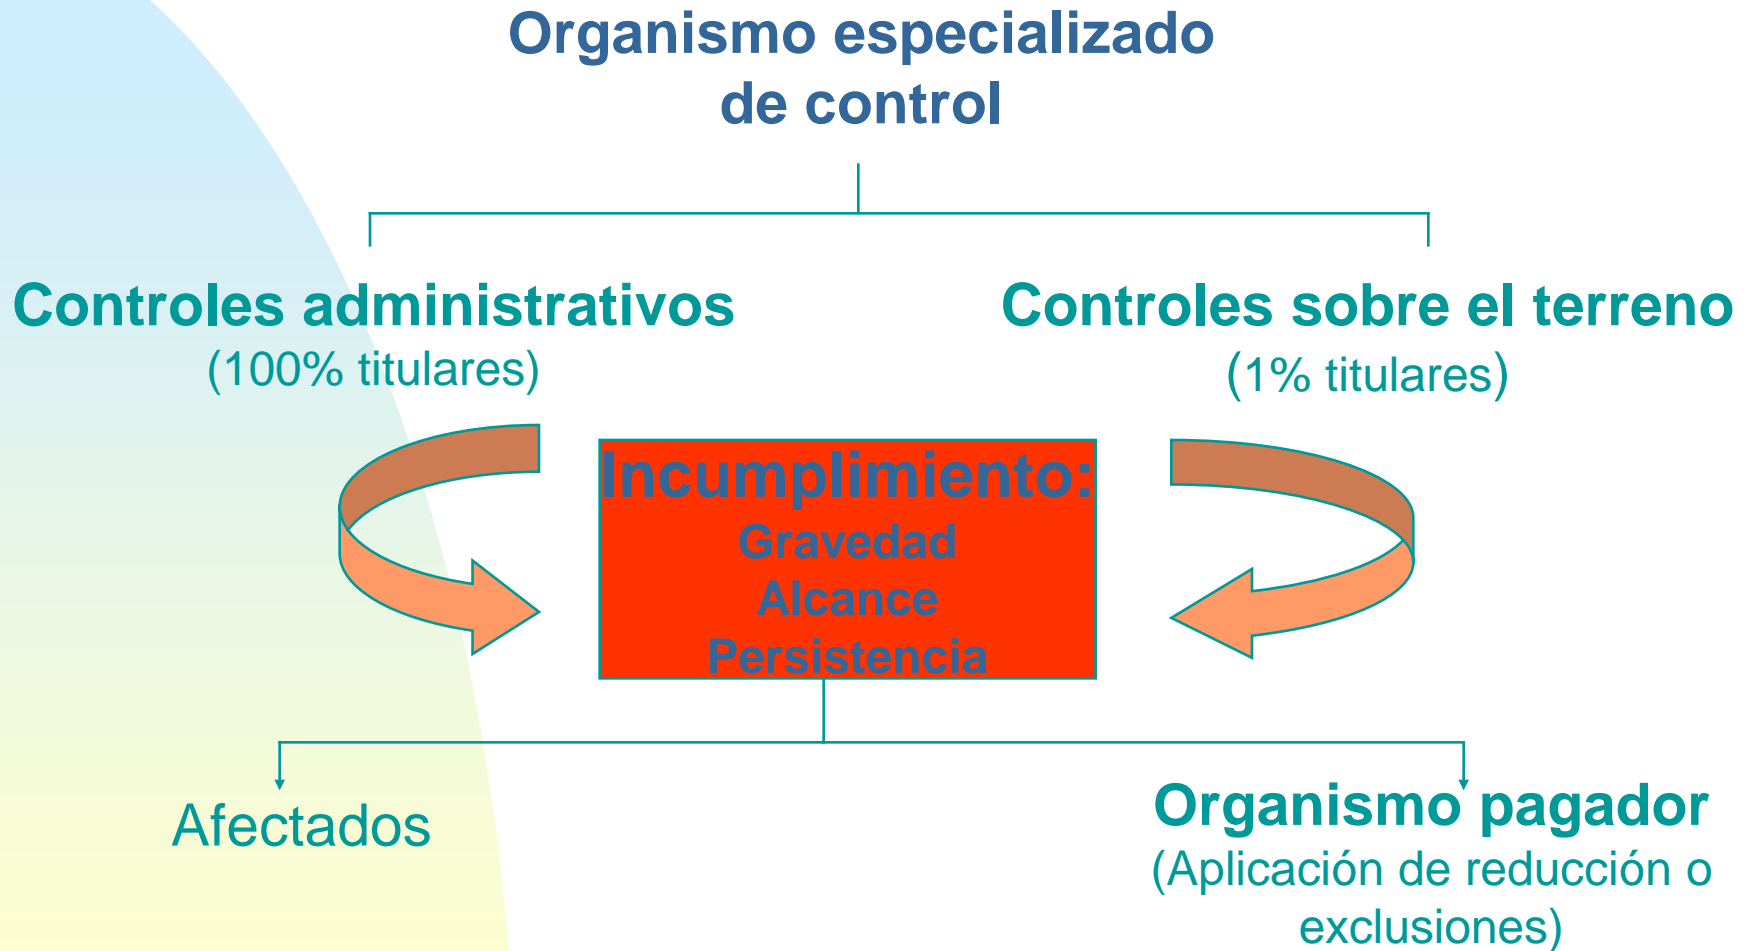 Organismo especializado
de control
Controles administrativos
(100% titulares)
Controles sobre el terreno
(1% titulares)
Incumplimiento:
Gravedad
Alcance
Persistencia
Afectados
Organismo pagador
(Aplicación de reducción o
exclusiones)